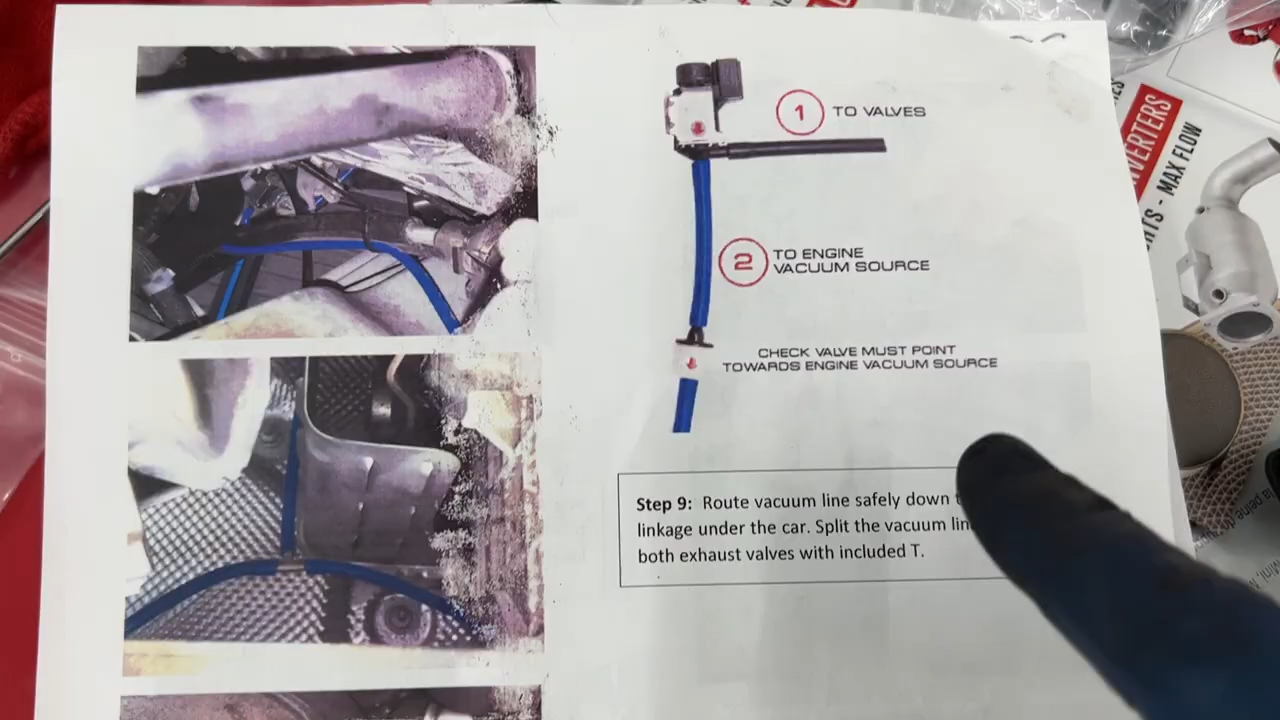 1 TO VALVES
2 TO ENGINE
VACUUM SOURCE
CHECK VALVE MUST POINT
TOWARDS ENGINE VACUUM SOURCE
Step 9: Route vacuum line safely down
linkage under the car. Split the vacuum
both exhaust valves with included T.
MAX FLOW